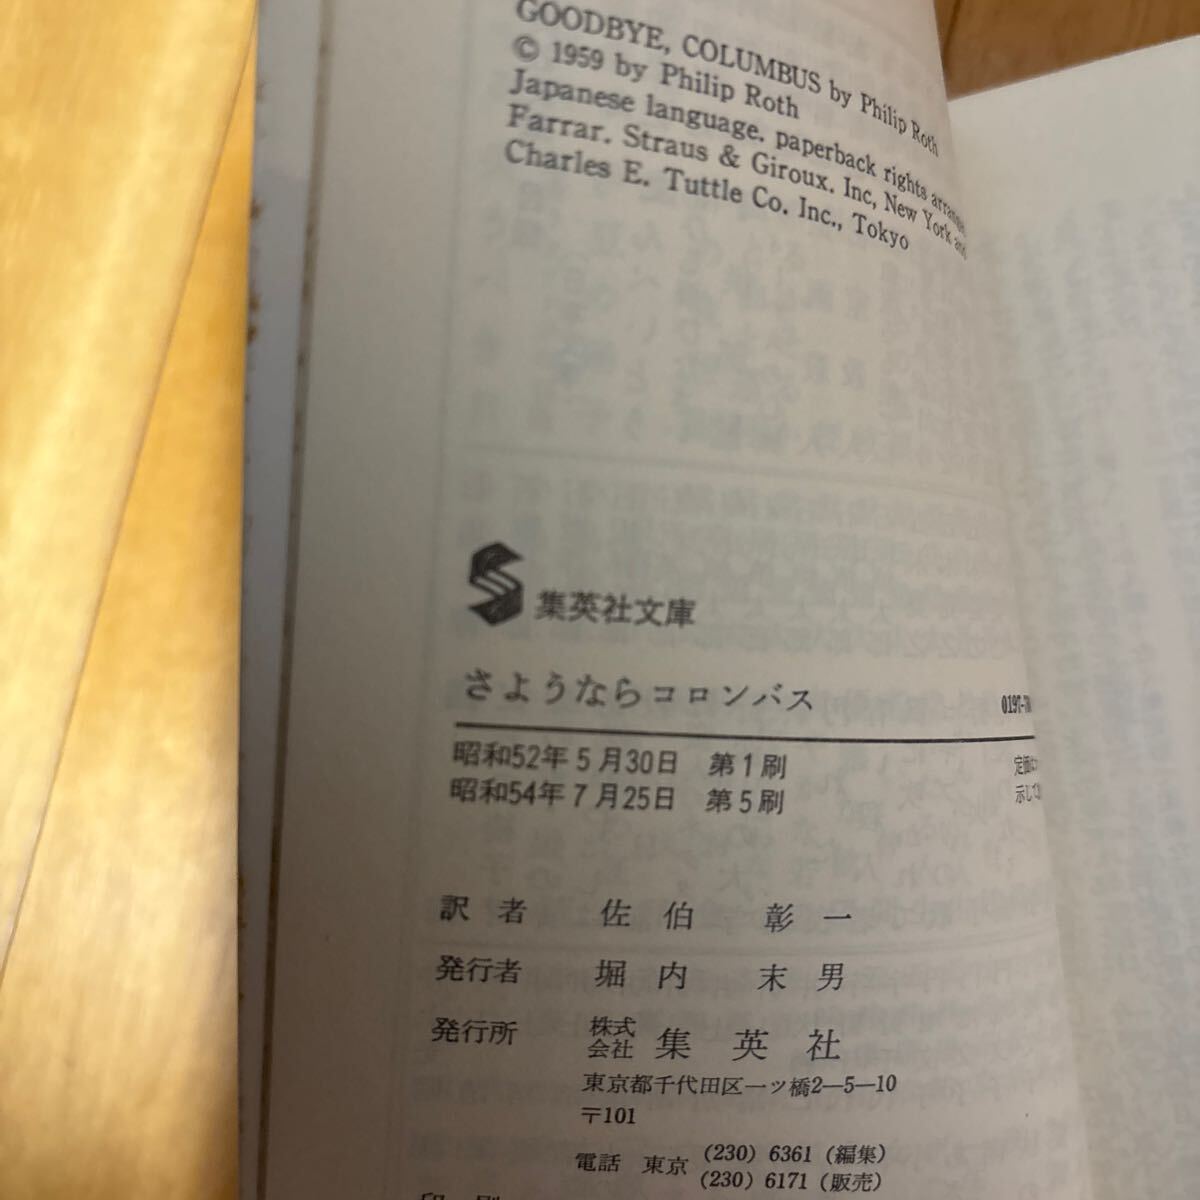 GOODBYE, COLUMBUS by Philip Roth
© 1959 by Philip Roth
Japanese language. paperback rights
Farrar. Straus & Giroux. Inc, New York and
Charles E. Tuttle Co. Inc., Tokyo
集英社文庫
さようならコロンバス
昭和52年5月30日 第1刷
昭和54年7月25日 第5刷
訳者 佐伯 彰一
発行者 堀内 末男
発行所 株式会社 集英社
東京都千代田区一ツ橋2―5―10
〒101
電話 東京 (230) 6361 (編集)
(230) 6171 (販売)